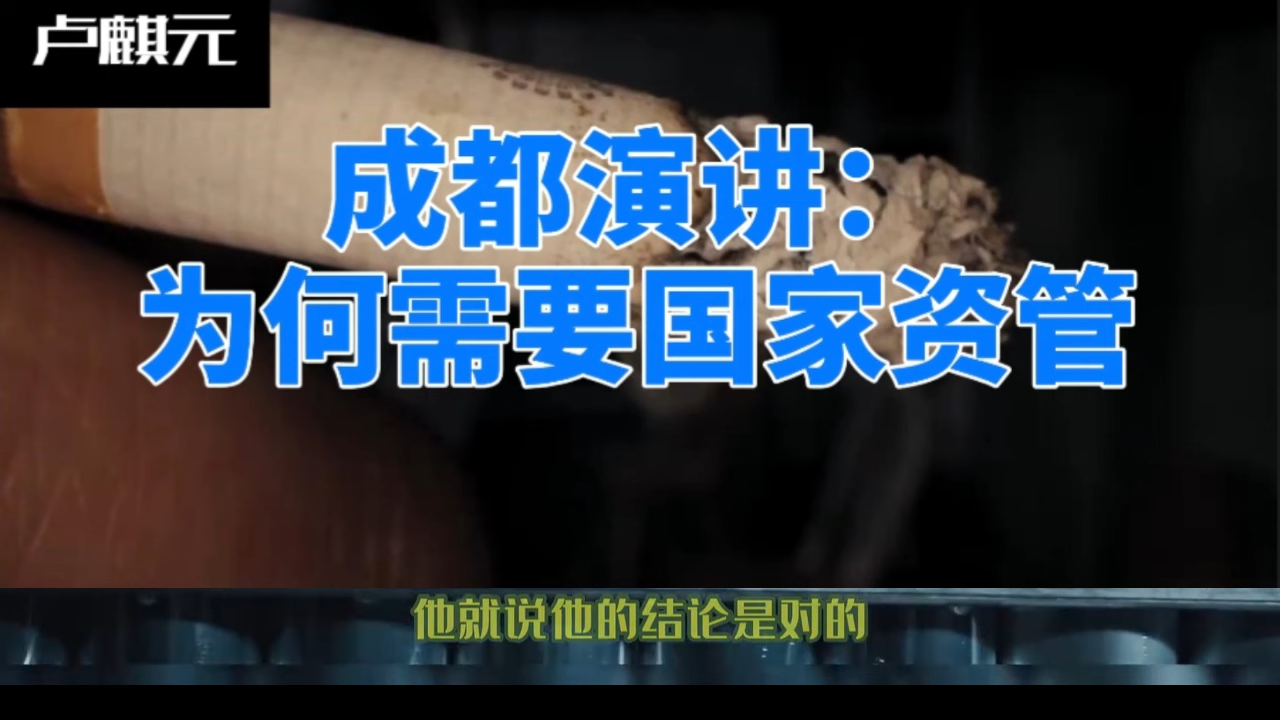 卢麒元
成都演讲：
为何需要国家资管
他就说他的结论是对的